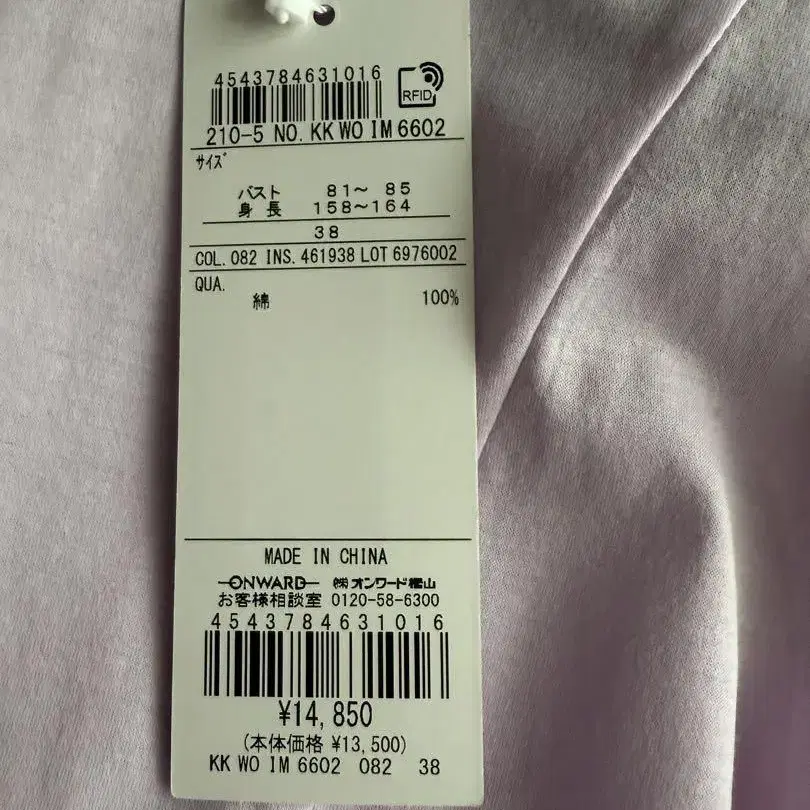 4543784631016
RFID
210-5 NO. KK WO IM 6602
サイズ
バスト 81～ 85
身長 158～164
38
COL. 082 INS. 461938 LOT 6976002
QUA.
綿 100%
MADE IN CHINA
ONWARD ㈱オンワード樫山
お客様相談室 0120-58-6300
4543784631016
¥14,850
(本体価格 ¥13,500)
KK WO IM 6602 082 38